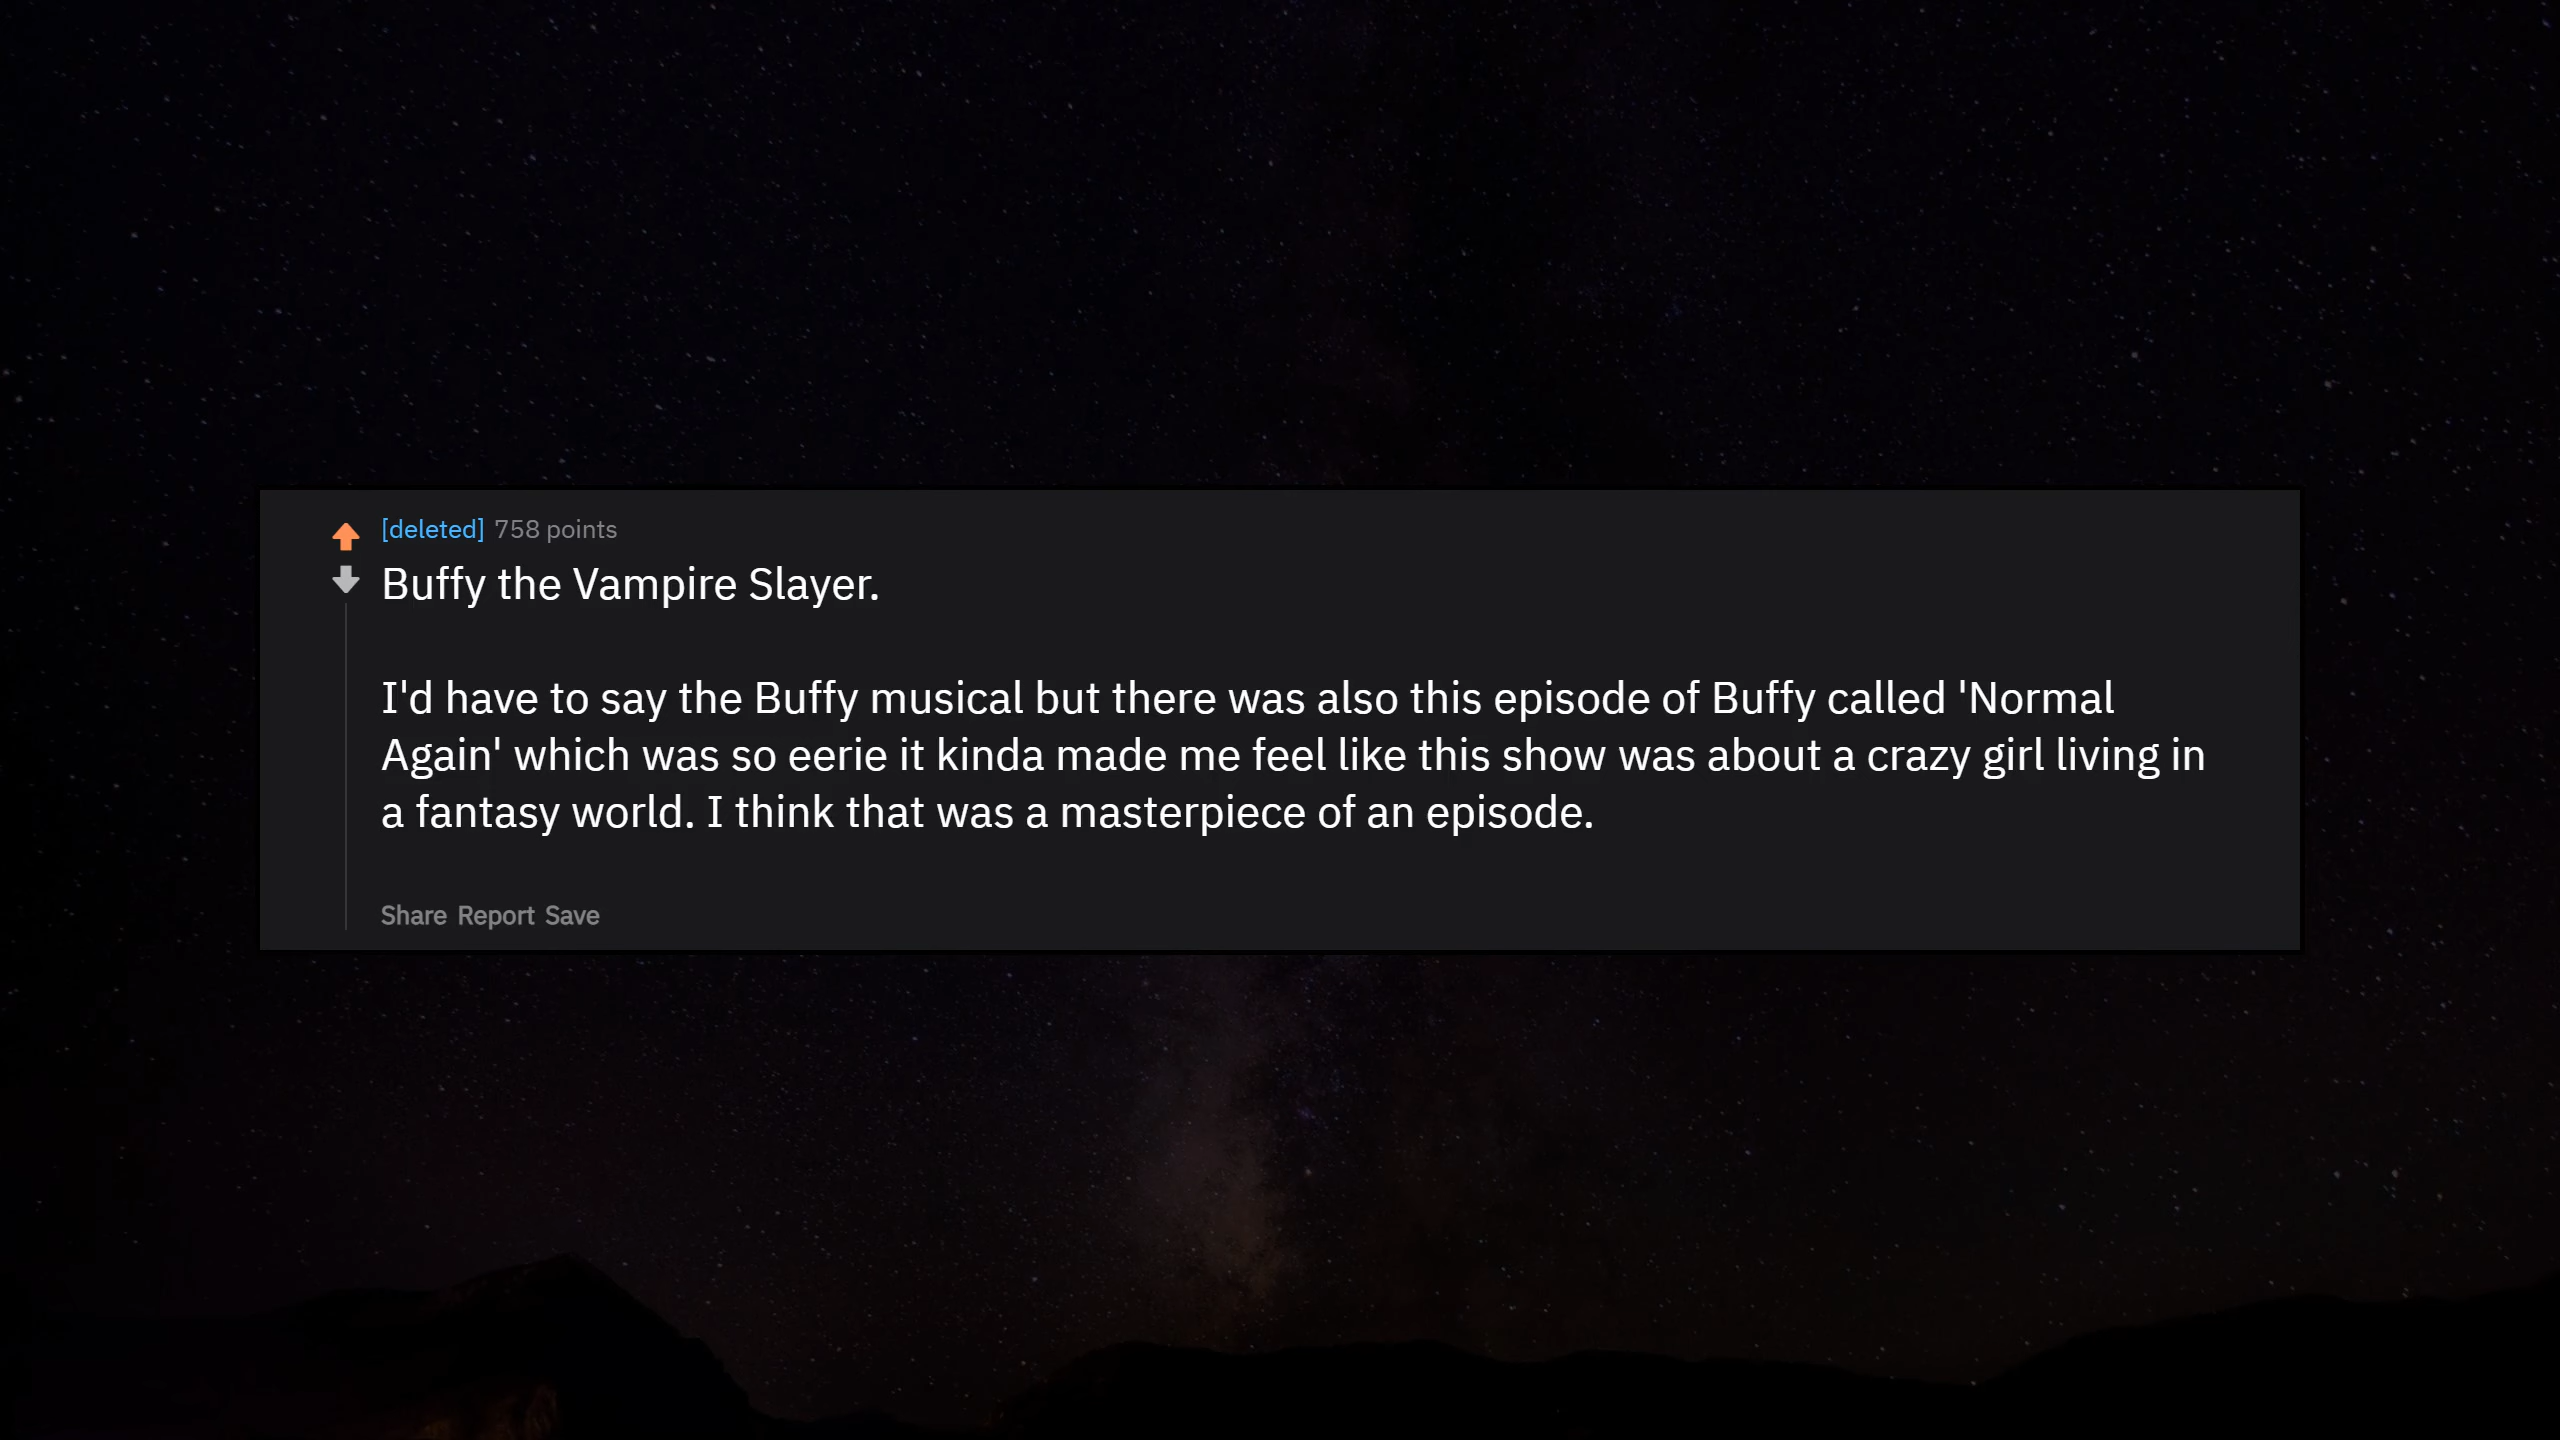 [deleted] 758 points
Buffy the Vampire Slayer.
I'd have to say the Buffy musical but there was also this episode of Buffy called 'Normal
Again' which was so eerie it kinda made me feel like this show was about a crazy girl living in
a fantasy world. I think that was a masterpiece of an episode.
Share Report Save